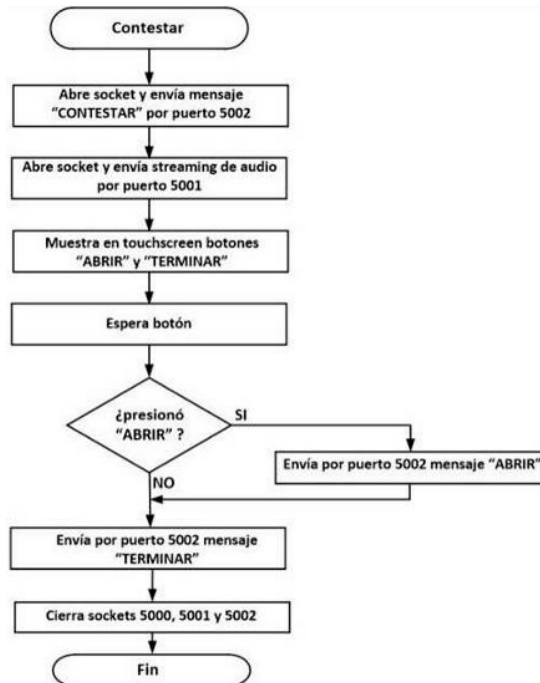 Contestar
Abre socket y envía mensaje
“CONTESTAR” por puerto 5002
Abre socket y envía streaming de audio
por puerto 5001
Muestra en touchscreen botones
“ABRIR” y “TERMINAR”
Espera botón
¿presionó
“ABRIR” ?
SI
Envía por puerto 5002 mensaje “ABRIR”
NO
Envía por puerto 5002 mensaje
“TERMINAR”
Cierra sockets 5000, 5001 y 5002
Fin